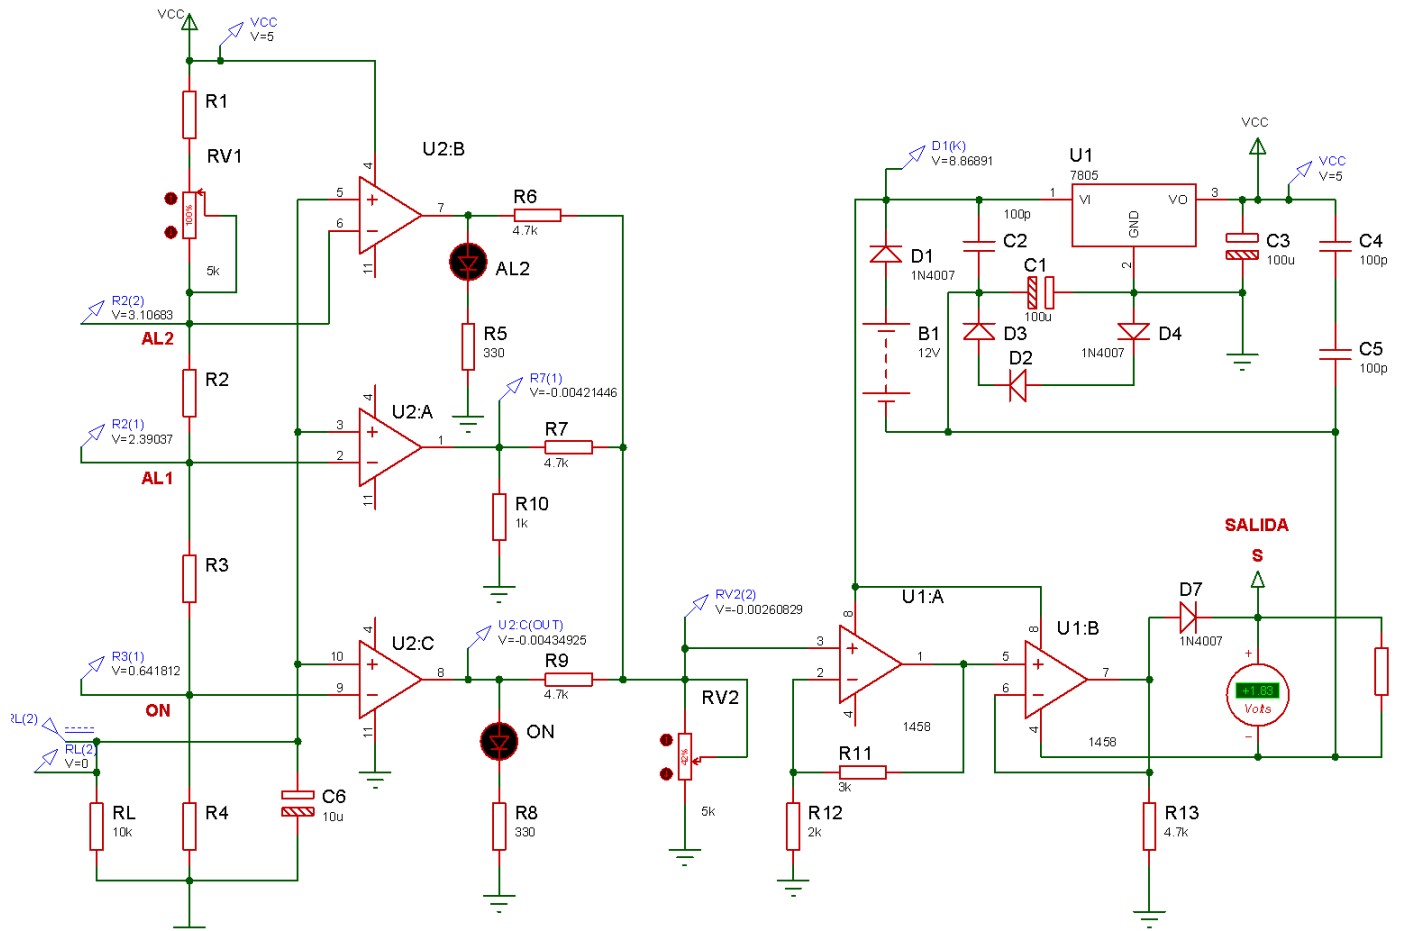 VCC
VCC
V=5
R1
RV1
100%
5k
U2:B
4
5
6
7
11
R6
4.7k
AL2
R5
330
R2(2)
V=3.10683
AL2
R2
R2(1)
V=2.39037
AL1
U2:A
4
3
2
1
11
R7(1)
V=-0.00421446
R7
4.7k
R10
1k
R3
R3(1)
V=0.641812
ON
U2:C
4
10
9
8
11
U2:C(OUT)
V=-0.00434925
R9
4.7k
ON
R8
330
RL(2)
RL(2)
V=0
RL
10k
R4
C6
10u
RV2(2)
V=-0.00260829
RV2
42%
5k
D1(K)
V=8.86891
U1
7805
1
VI
VO
3
GND
2
VCC
VCC
V=5
100p
C2
D1
1N4007
C1
100u
C3
100u
C4
100p
B1
12V
D3
D2
D4
1N4007
C5
100p
U1:A
8
3
2
1
4
1458
R11
3k
R12
2k
U1:B
8
5
6
7
4
1458
R13
4.7k
D7
1N4007
SALIDA
S
+
+1.83
Volts
−